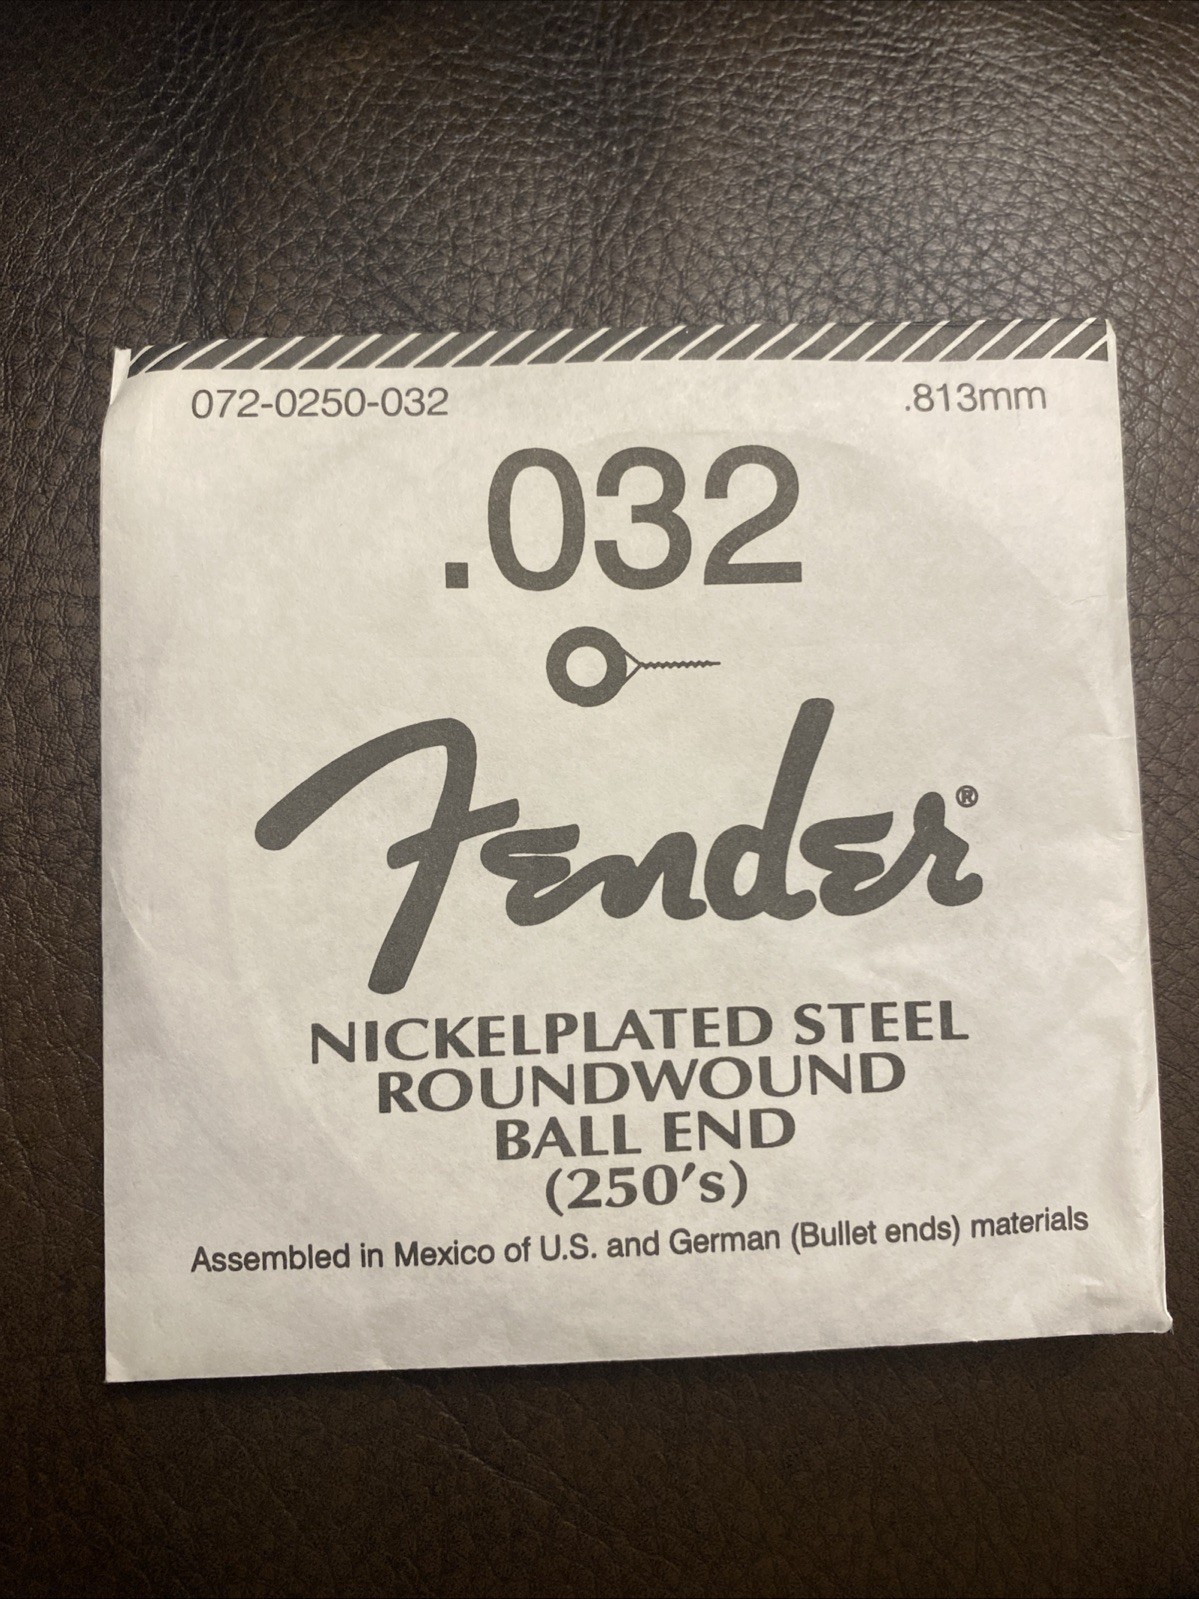 072-0250-032 .813mm
.032
Fender®
NICKELPLATED STEEL
ROUNDWOUND
BALL END
(250's)
Assembled in Mexico of U.S. and German (Bullet ends) materials